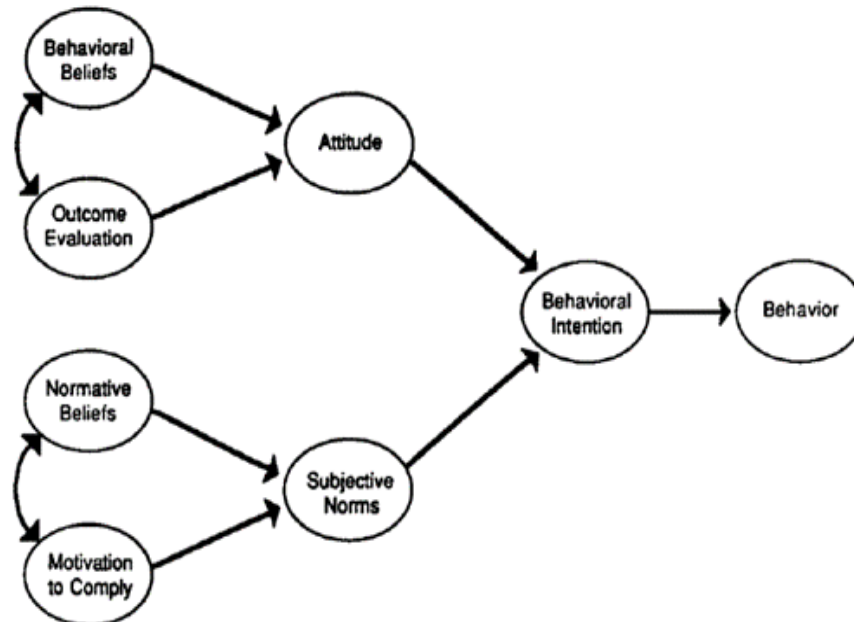 Behavioral
Beliefs
Attitude
Outcome
Evaluation
Behavioral
Intention
Behavior
Normative
Beliefs
Subjective
Norms
Motivation
to Comply